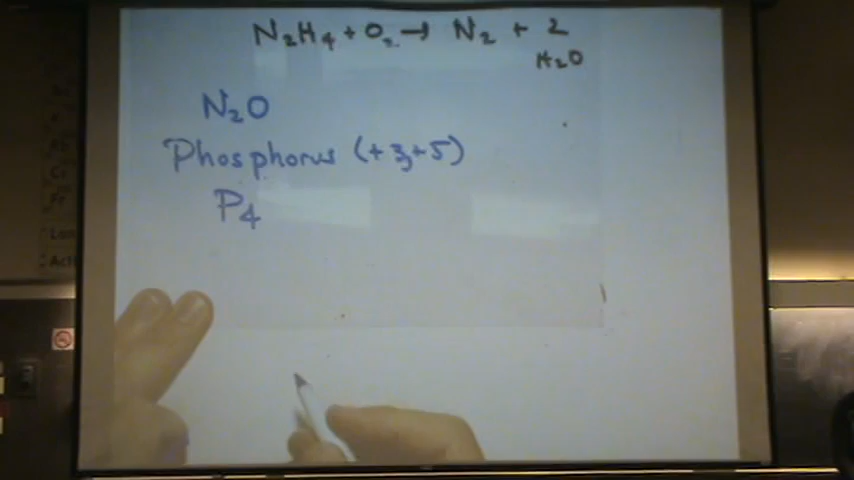 N₂H₄ + O₂ → N₂ + 2
H₂O
N₂O
Phosphorus (+3,+5)
P₄